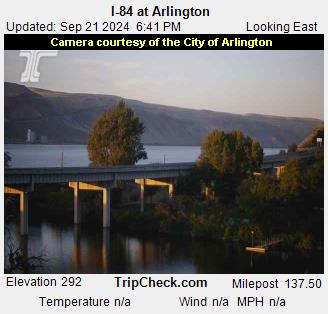 I-84 at Arlington
Updated: Sep 21 2024 6:41 PM Looking East
Camera courtesy of the City of Arlington
Elevation 292 TripCheck.com Milepost 137.50
Temperature n/a Wind n/a MPH n/a